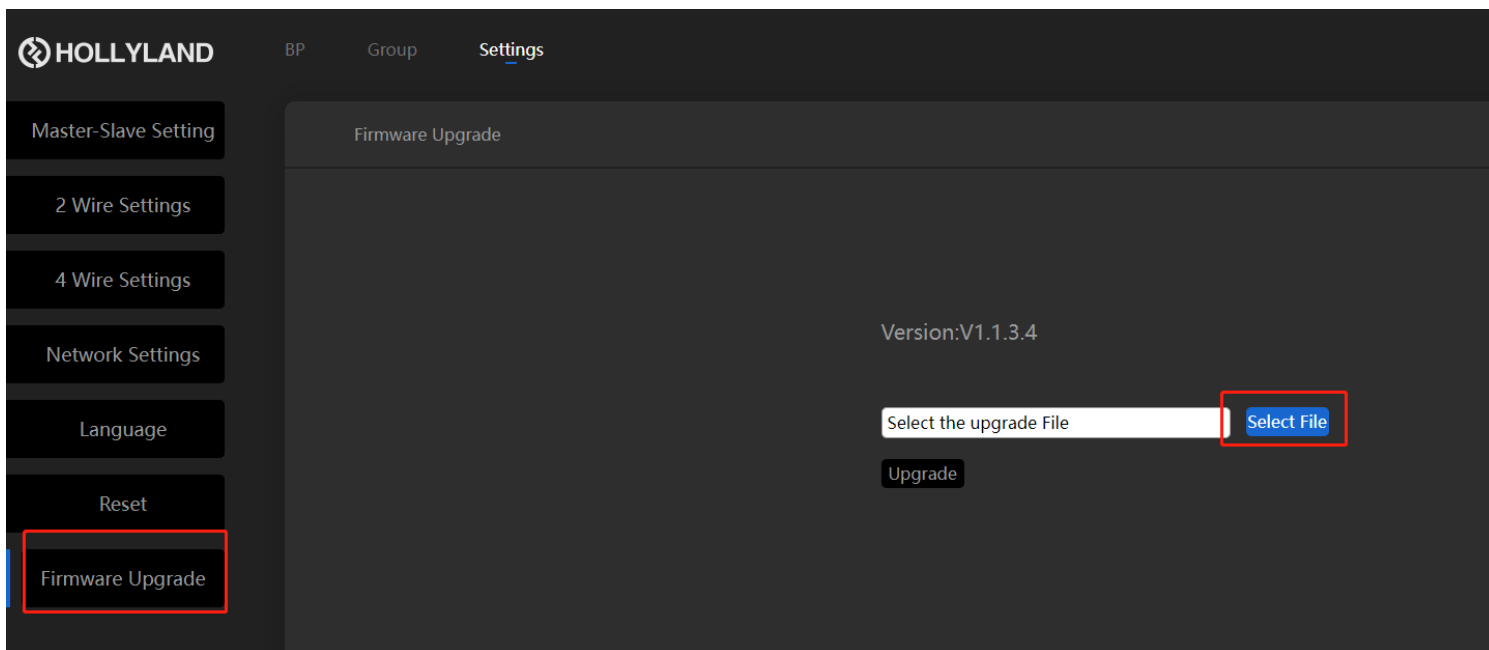 HOLLYLAND
BP Group Settings
Master-Slave Setting
2 Wire Settings
4 Wire Settings
Network Settings
Language
Reset
Firmware Upgrade
Firmware Upgrade
Version:V1.1.3.4
Select the upgrade File Select File
Upgrade